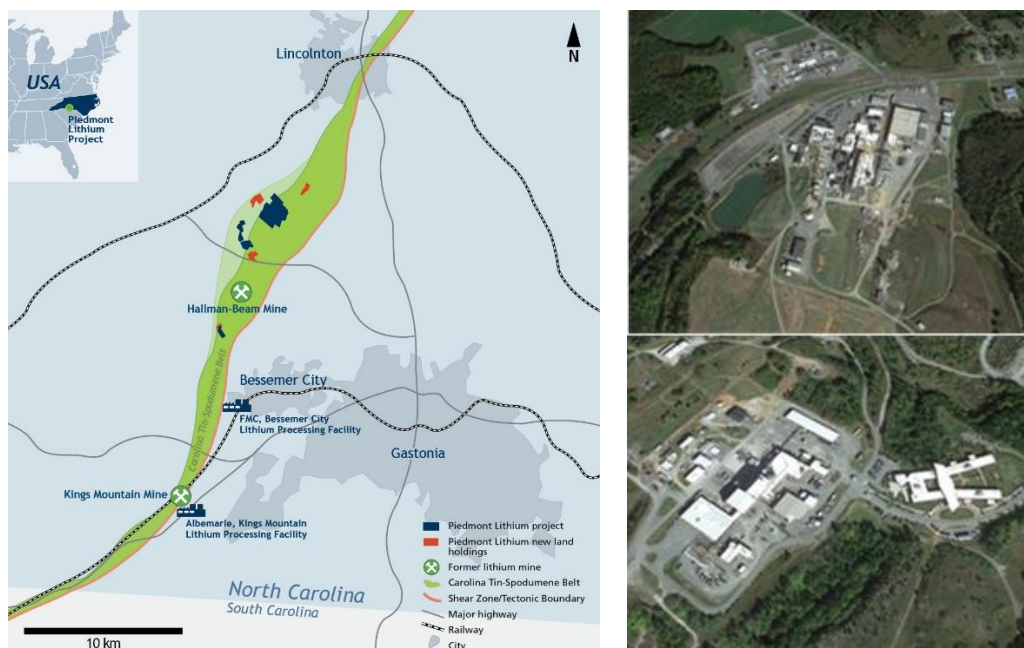 USA
Piedmont
Lithium
Project
Lincolnton
N
Hallman-Beam Mine
Carolina Tin-Spodumene Belt
Bessemer City
FMC, Bessemer City
Lithium Processing Facility
Gastonia
Kings Mountain Mine
Albemarle, Kings Mountain
Lithium Processing Facility
Piedmont Lithium project
Piedmont Lithium new land
holdings
Former lithium mine
Carolina Tin-Spodumene Belt
Shear Zone/Tectonic Boundary
Major highway
Railway
City
North Carolina
South Carolina
10 km